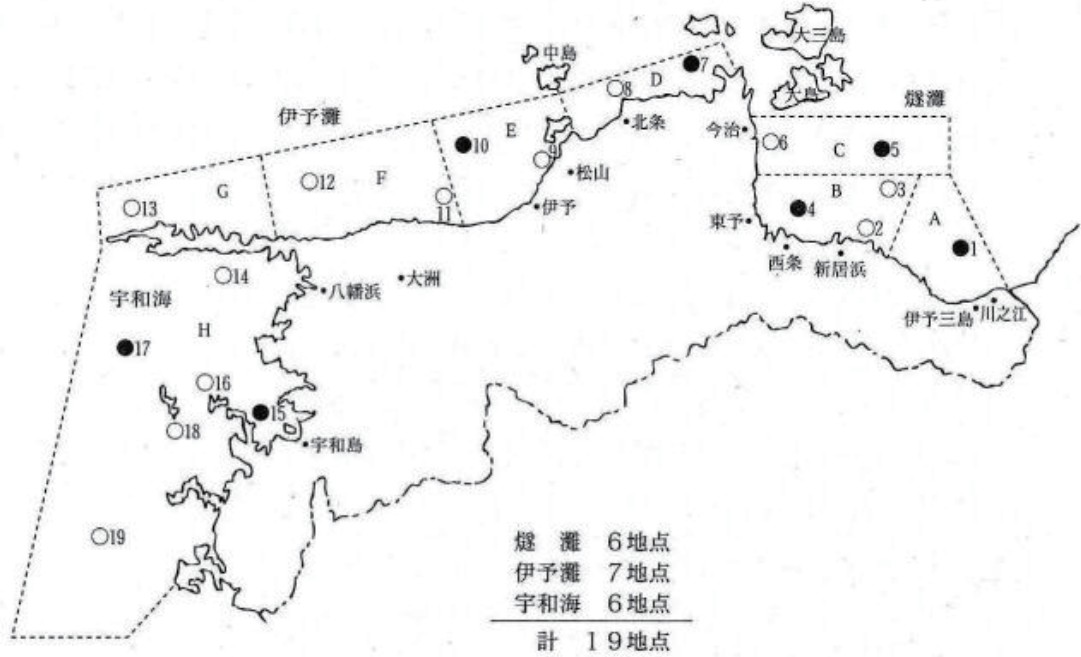 大三島
中島
7
D
8
大島
燧灘
伊予灘
E
北条
今治
6
C
5
10
9
松山
12
F
3
G
B
13
11
伊予
4
A
東予
2
1
西条
新居浜
14
八幡浜
大洲
宇和海
伊予三島
川之江
H
17
16
15
18
宇和島
19
燧 灘 6地点
伊予灘 7地点
宇和海 6地点
計 19地点